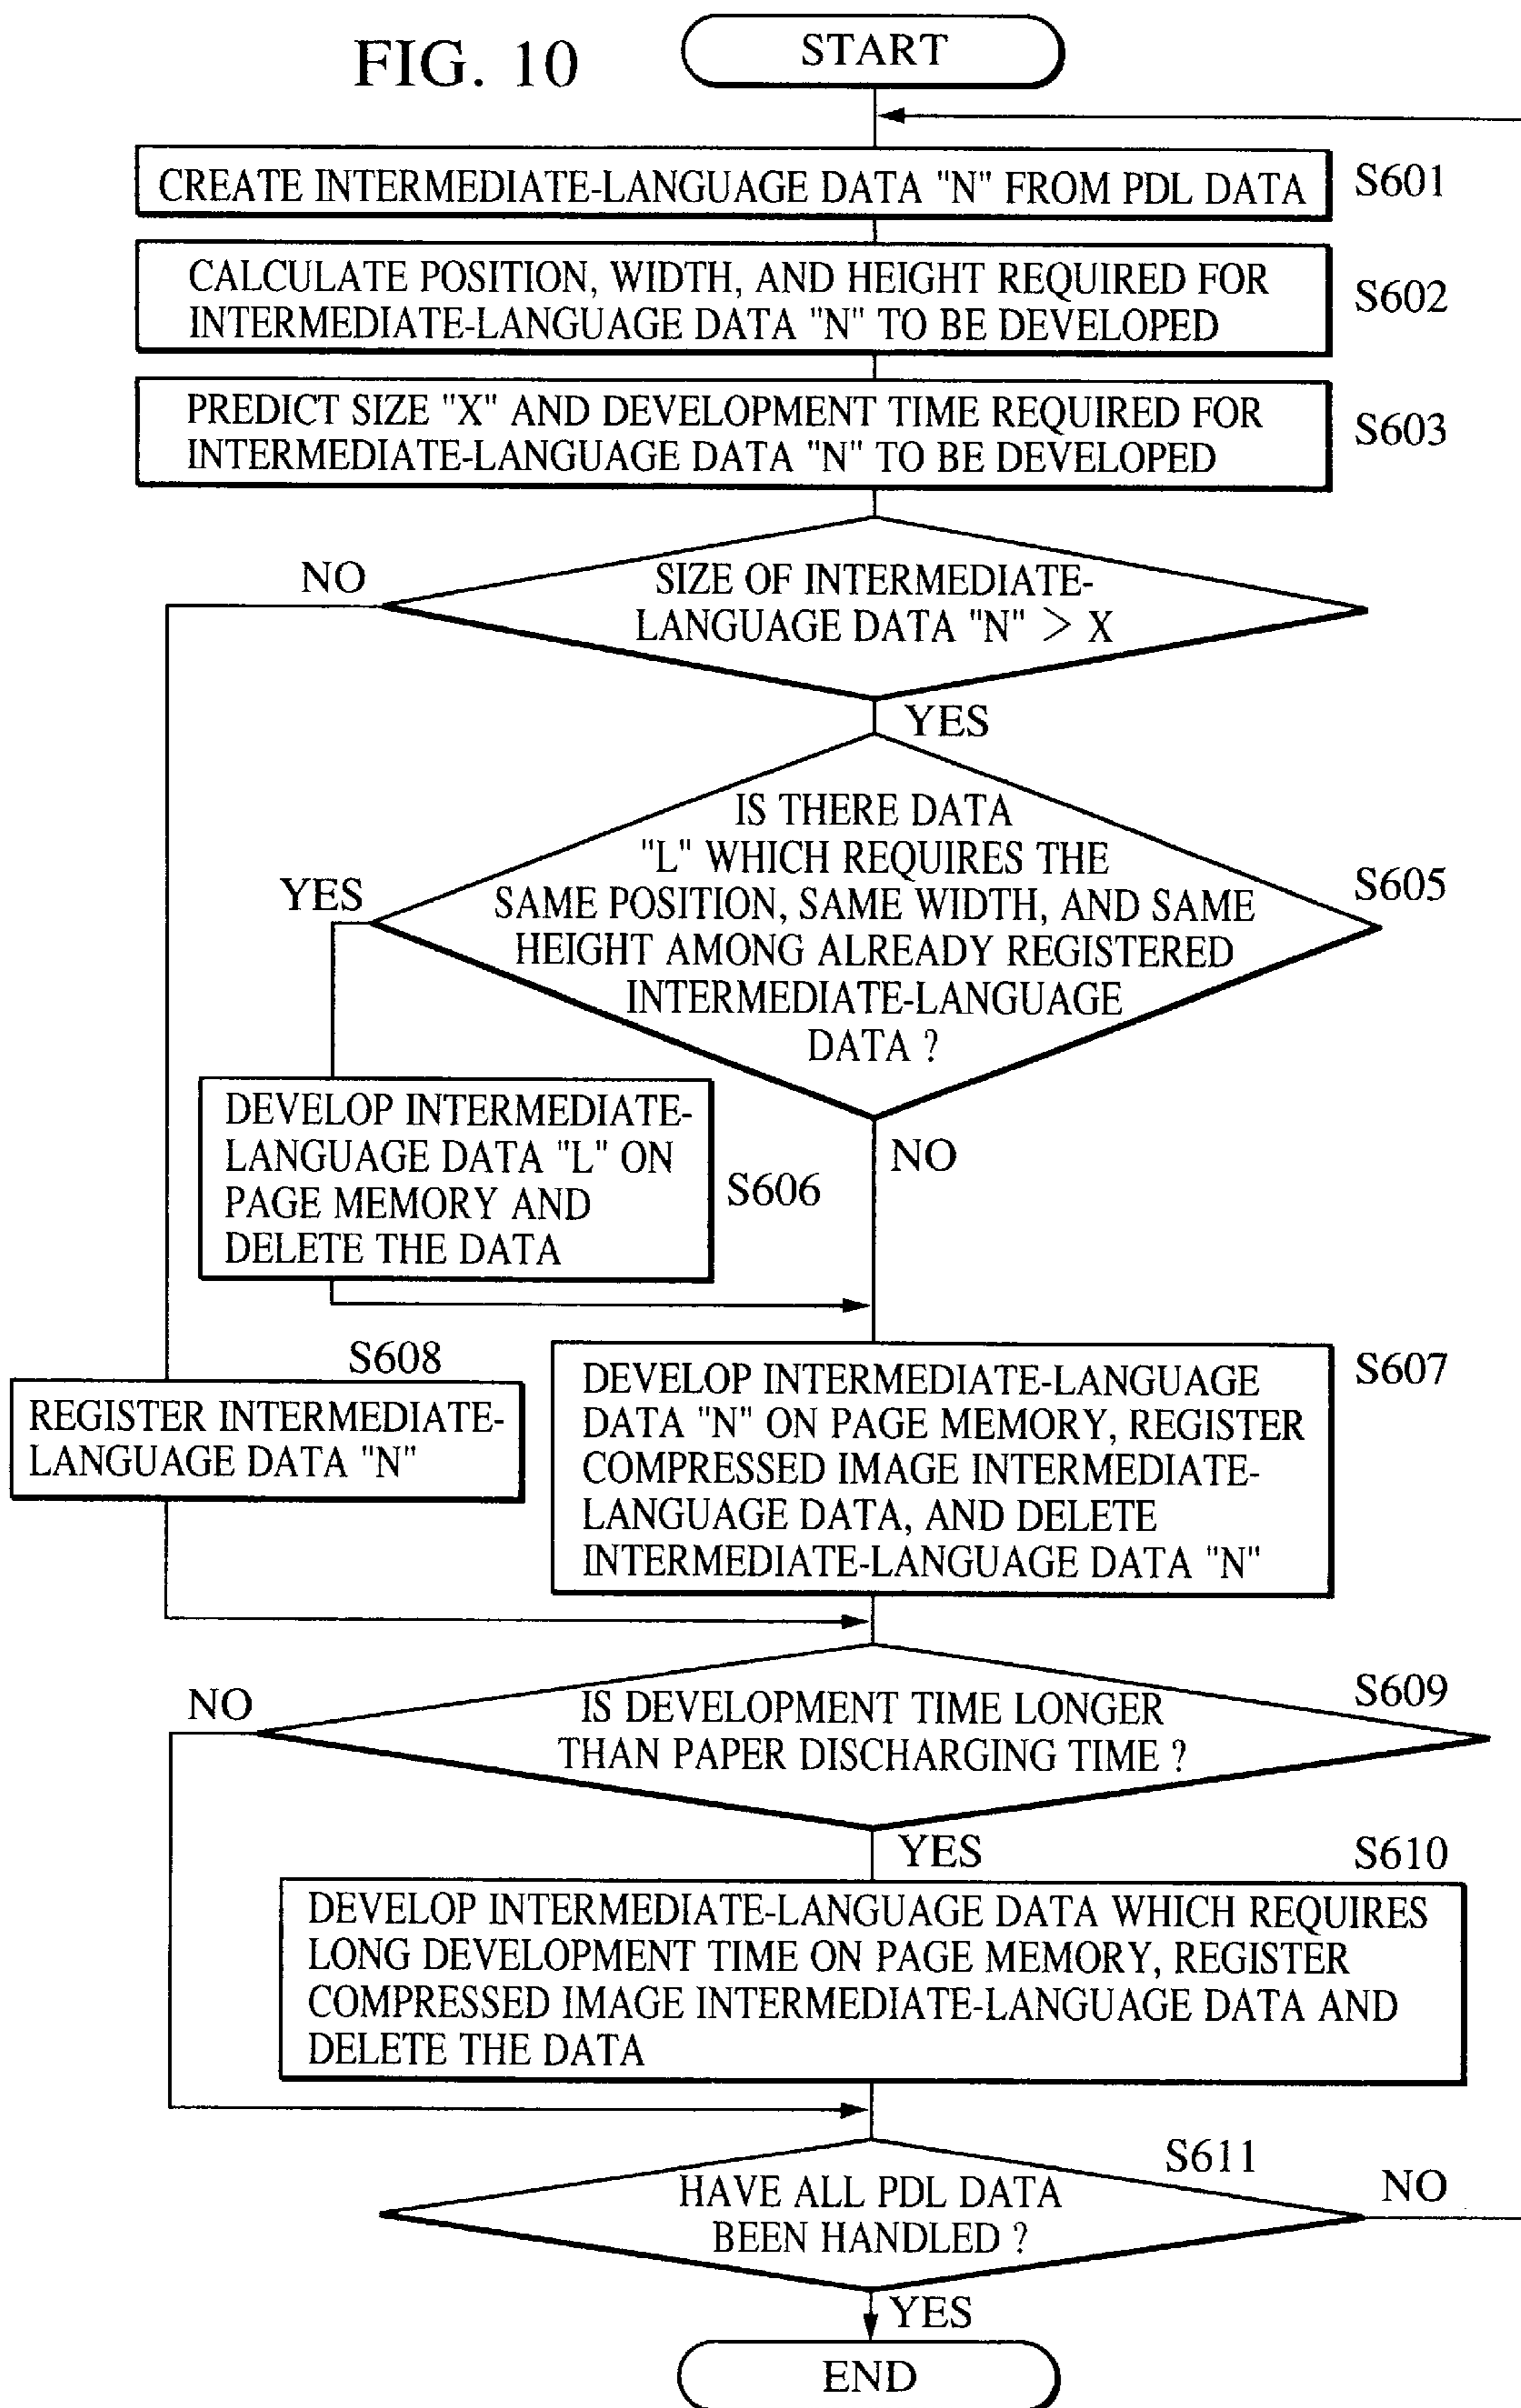 FIG. 10
START
CREATE INTERMEDIATE-LANGUAGE DATA "N" FROM PDL DATA
S601
CALCULATE POSITION, WIDTH, AND HEIGHT REQUIRED FOR
INTERMEDIATE-LANGUAGE DATA "N" TO BE DEVELOPED
S602
PREDICT SIZE "X" AND DEVELOPMENT TIME REQUIRED FOR
INTERMEDIATE-LANGUAGE DATA "N" TO BE DEVELOPED
S603
NO
SIZE OF INTERMEDIATE-
LANGUAGE DATA "N" > X
YES
IS THERE DATA
"L" WHICH REQUIRES THE
SAME POSITION, SAME WIDTH, AND SAME
HEIGHT AMONG ALREADY REGISTERED
INTERMEDIATE-LANGUAGE
DATA ?
S605
YES
NO
DEVELOP INTERMEDIATE-
LANGUAGE DATA "L" ON
PAGE MEMORY AND
DELETE THE DATA
S606
S608
REGISTER INTERMEDIATE-
LANGUAGE DATA "N"
DEVELOP INTERMEDIATE-LANGUAGE
DATA "N" ON PAGE MEMORY, REGISTER
COMPRESSED IMAGE INTERMEDIATE-
LANGUAGE DATA, AND DELETE
INTERMEDIATE-LANGUAGE DATA "N"
S607
NO
IS DEVELOPMENT TIME LONGER
THAN PAPER DISCHARGING TIME ?
S609
YES
S610
DEVELOP INTERMEDIATE-LANGUAGE DATA WHICH REQUIRES
LONG DEVELOPMENT TIME ON PAGE MEMORY, REGISTER
COMPRESSED IMAGE INTERMEDIATE-LANGUAGE DATA AND
DELETE THE DATA
S611
HAVE ALL PDL DATA
BEEN HANDLED ?
NO
YES
END